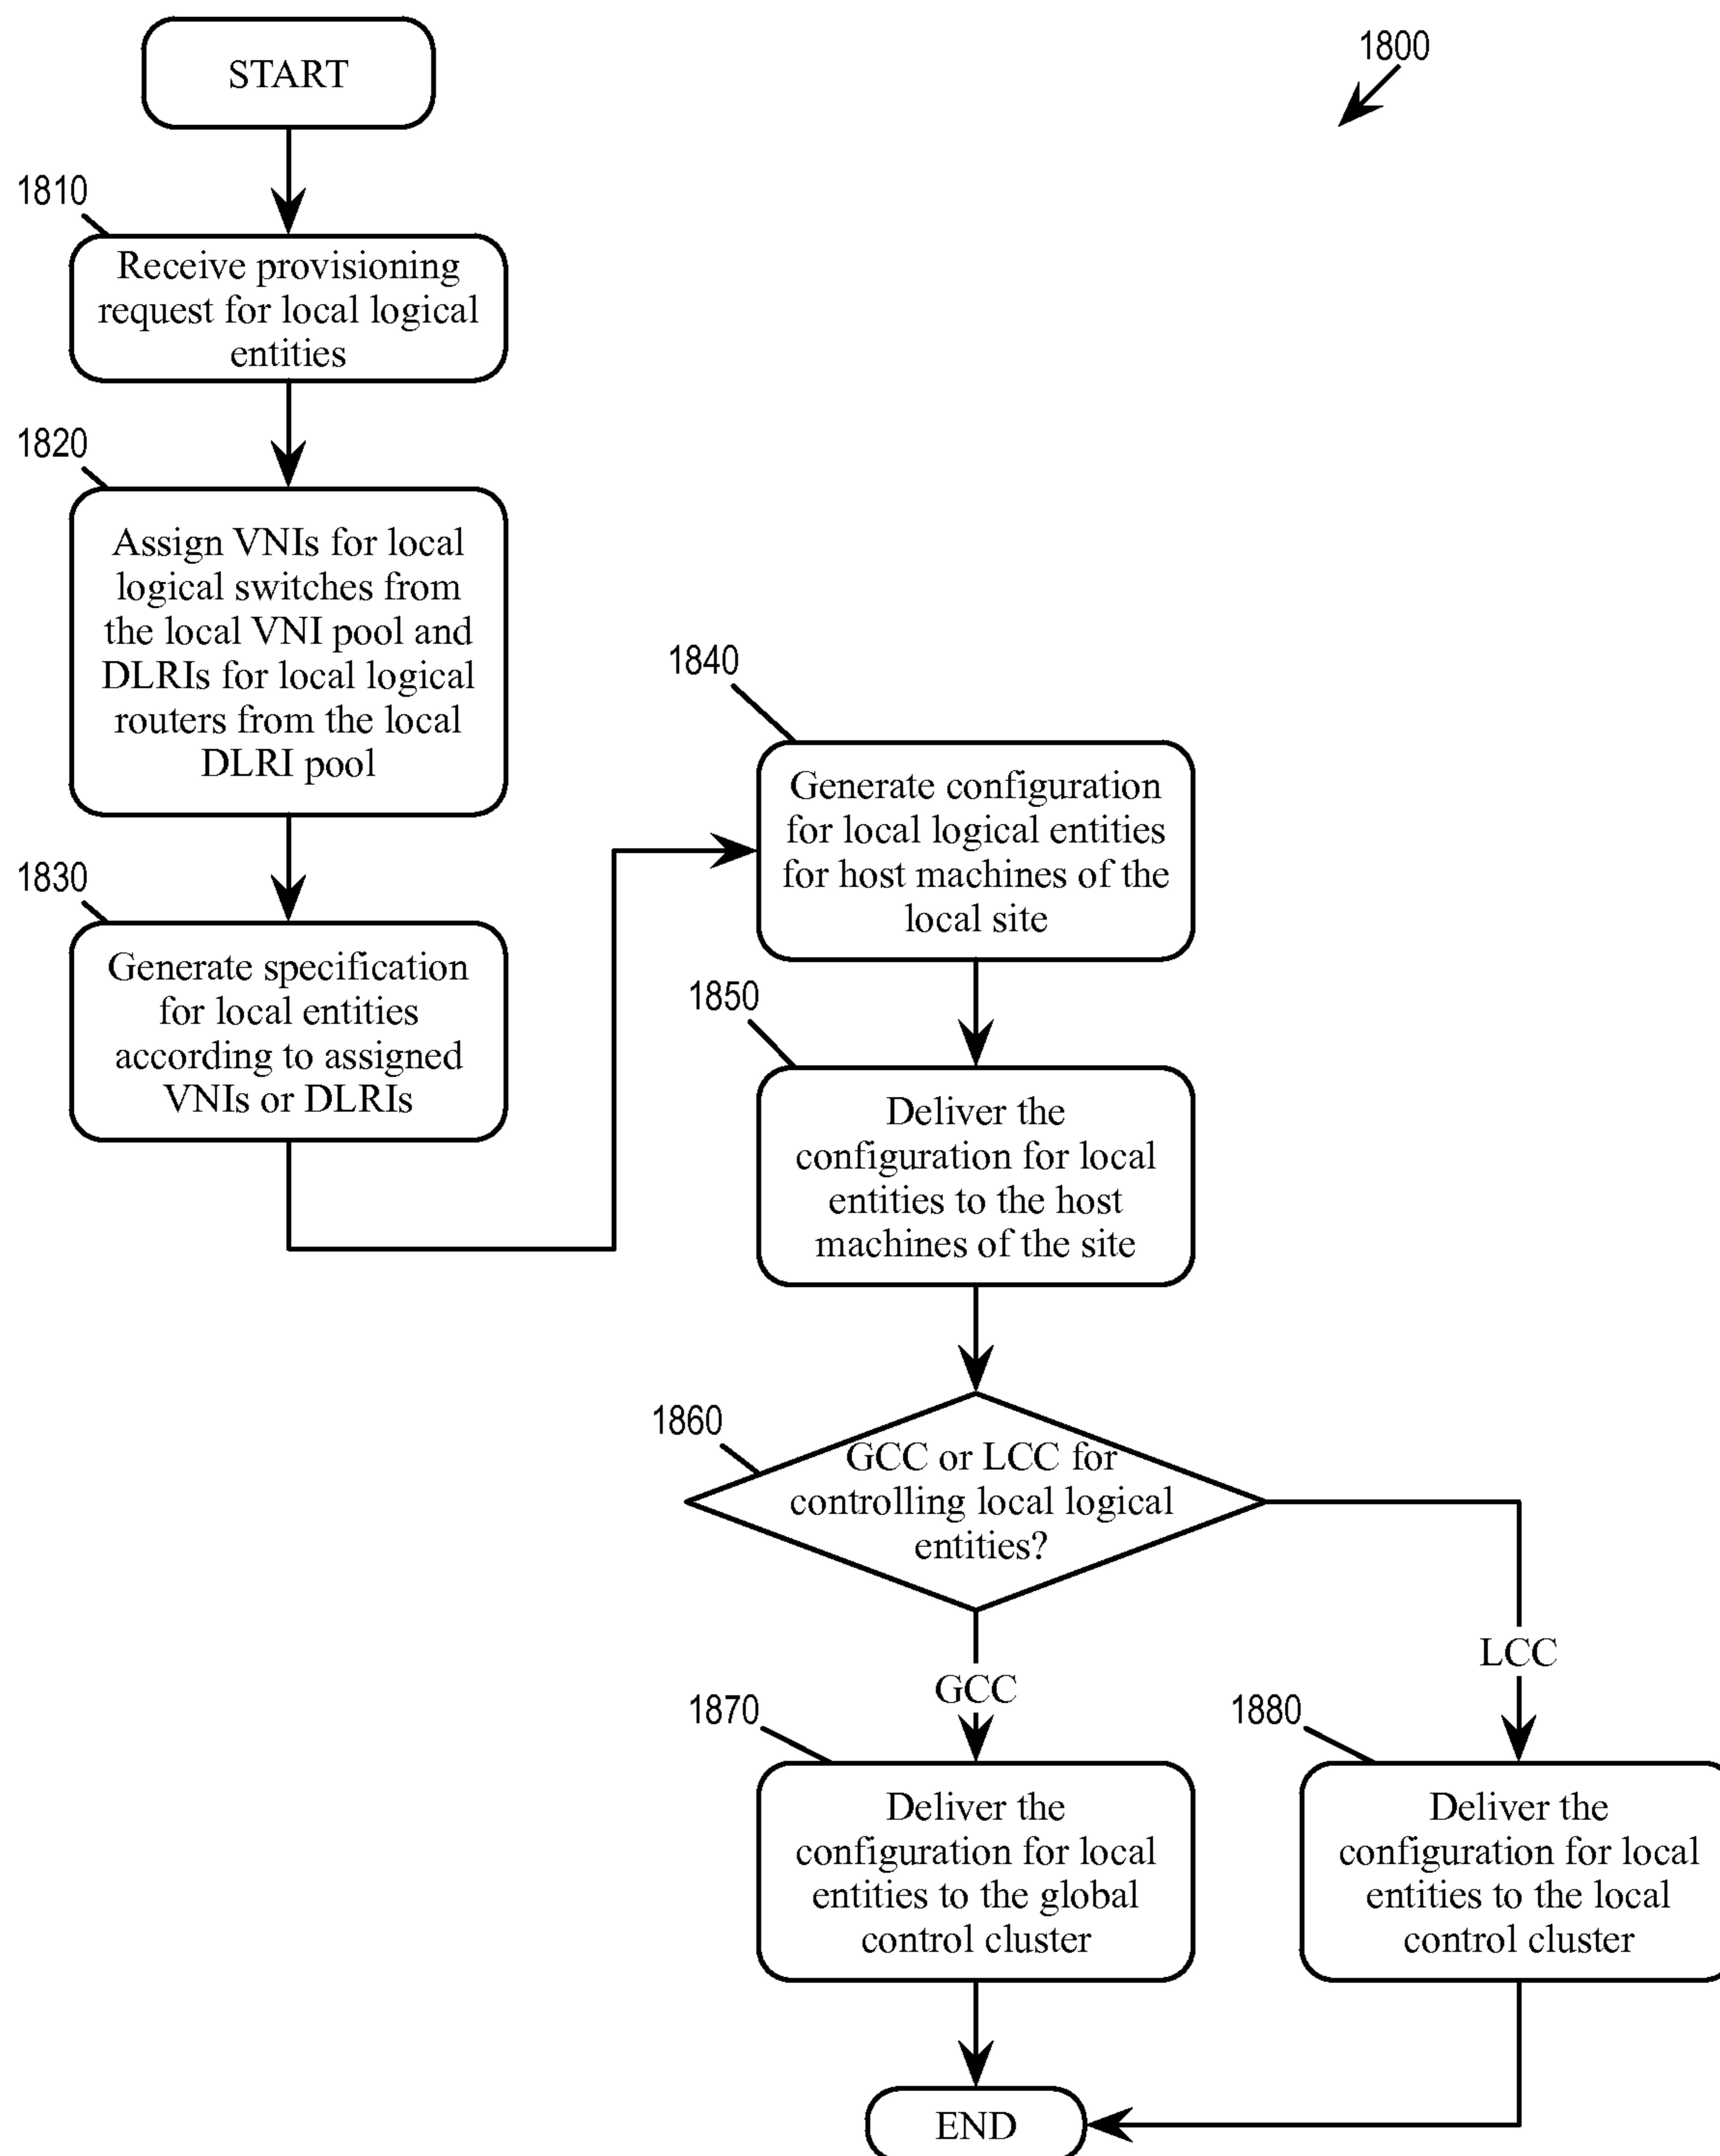 1800
START
1810
Receive provisioning
request for local logical
entities
1820
Assign VNIs for local
logical switches from
the local VNI pool and
DLRIs for local logical
routers from the local
DLRI pool
1830
Generate specification
for local entities
according to assigned
VNIs or DLRIs
1840
Generate configuration
for local logical entities
for host machines of the
local site
1850
Deliver the
configuration for local
entities to the host
machines of the site
1860
GCC or LCC for
controlling local logical
entities?
GCC
LCC
1870
Deliver the
configuration for local
entities to the global
control cluster
1880
Deliver the
configuration for local
entities to the local
control cluster
END